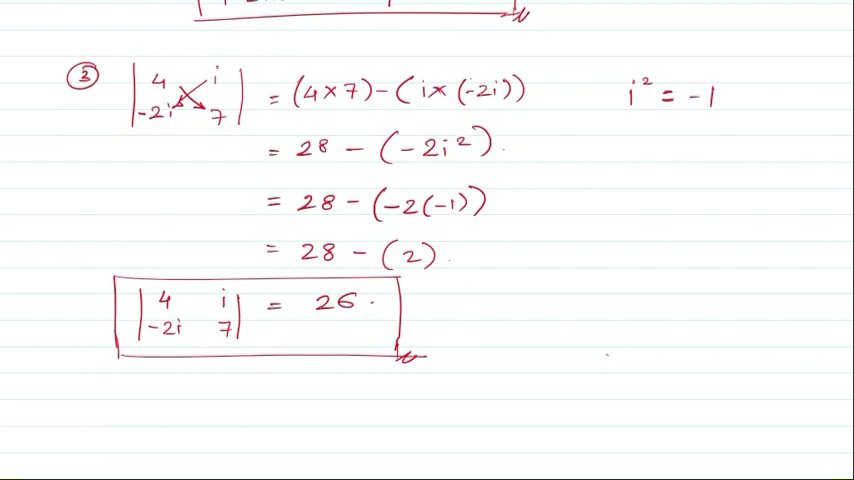 ③ | 4 i | = (4 × 7) - (i × (-2i)) i² = -1
| -2i 7 |
= 28 - (-2i²).
= 28 - (-2(-1))
= 28 - (2).
| 4 i | = 26.
| -2i 7 |